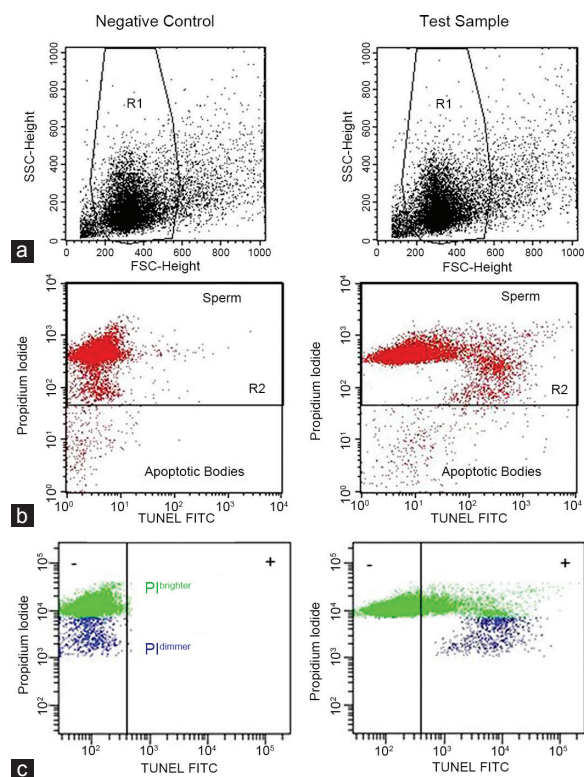 Negative Control
Test Sample
1000
800
600
400
200
0
SSC-Height
R1
0 200 400 600 800 1000
FSC-Height
1000
800
600
400
200
0
SSC-Height
R1
0 200 400 600 800 1000
FSC-Height
a
10⁴
10³
10²
10¹
10⁰
Propidium Iodide
Sperm
R2
Apoptotic Bodies
10⁰ 10¹ 10² 10³ 10⁴
TUNEL FITC
10⁴
10³
10²
10¹
10⁰
Propidium Iodide
Sperm
R2
Apoptotic Bodies
10⁰ 10¹ 10² 10³ 10⁴
TUNEL FITC
b
10⁵
10⁴
10³
10²
Propidium Iodide
- +
PIbrighter
PIdimmer
10² 10³ 10⁴ 10⁵
TUNEL FITC
10⁵
10⁴
10³
10²
Propidium Iodide
- +
10² 10³ 10⁴ 10⁵
TUNEL FITC
c